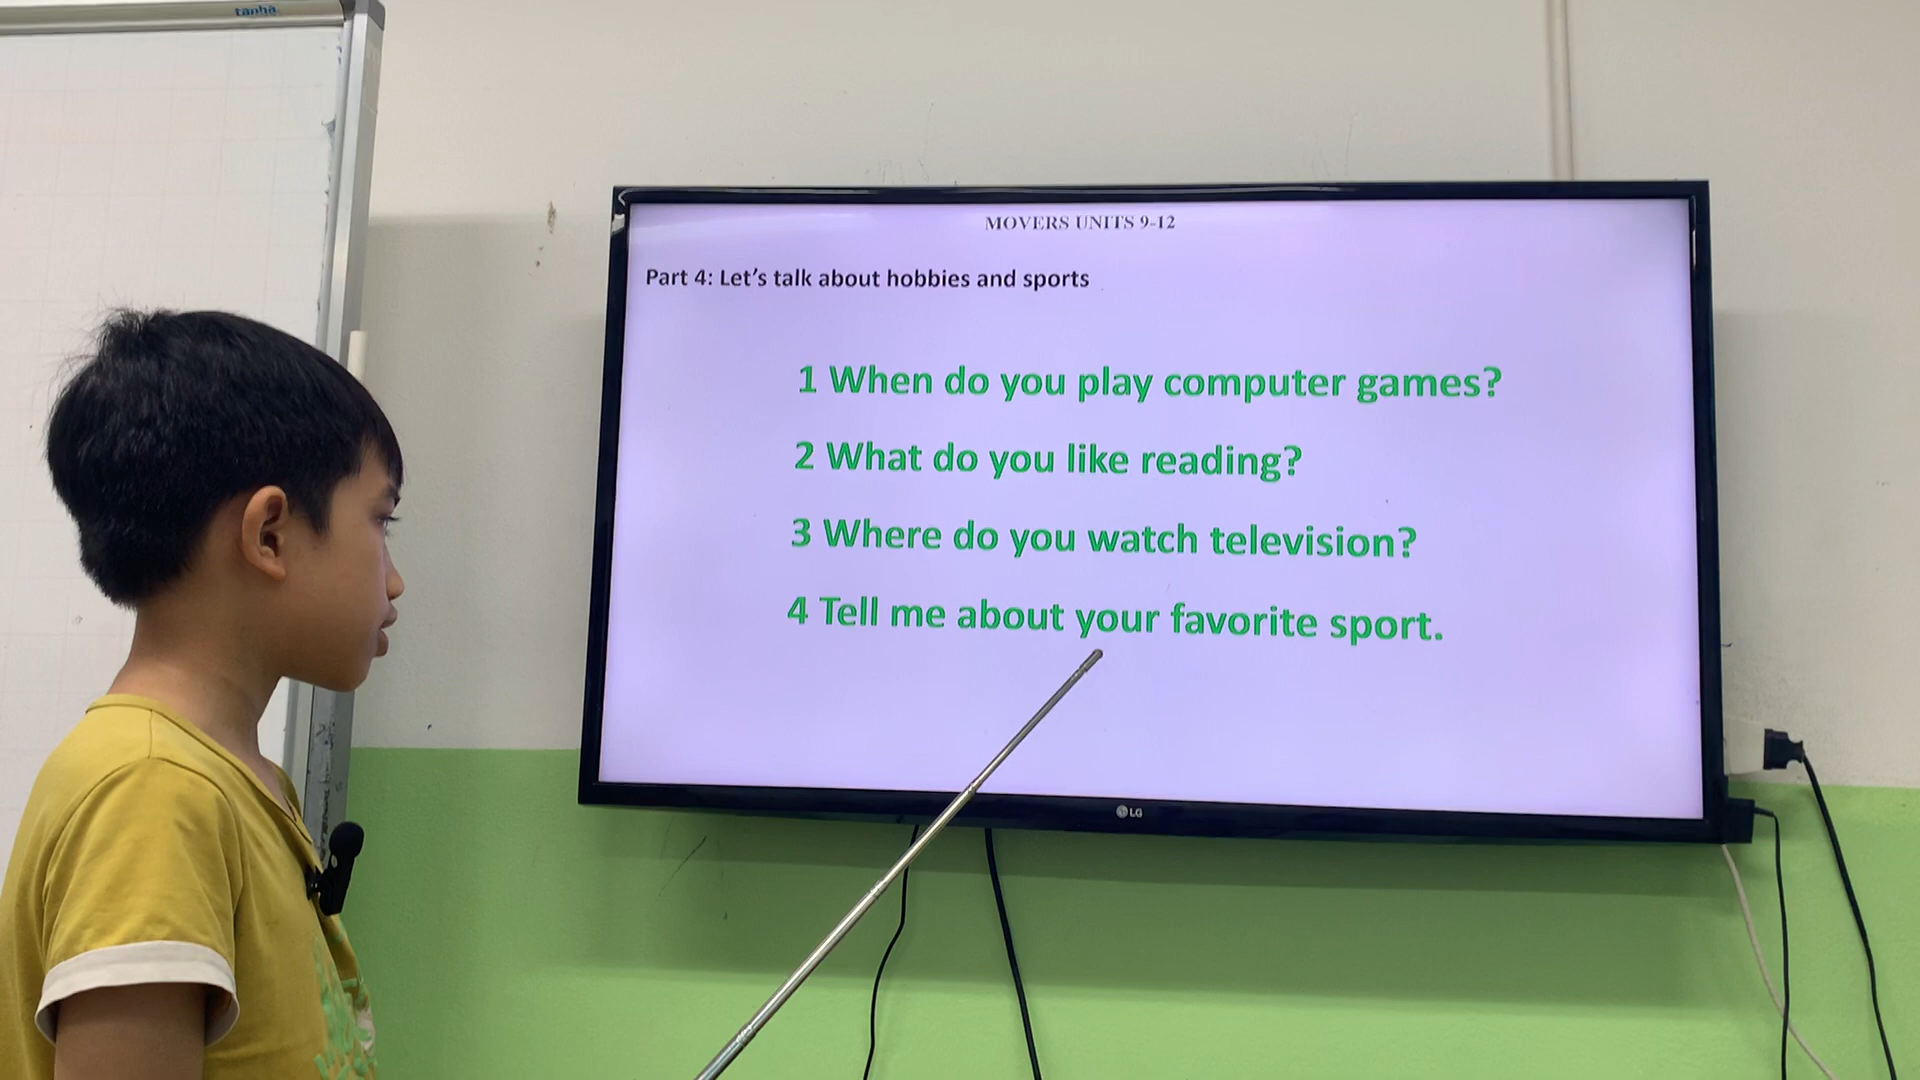 tanha
MOVERS UNITS 9-12
Part 4: Let's talk about hobbies and sports
1 When do you play computer games?
2 What do you like reading?
3 Where do you watch television?
4 Tell me about your favorite sport.
LG